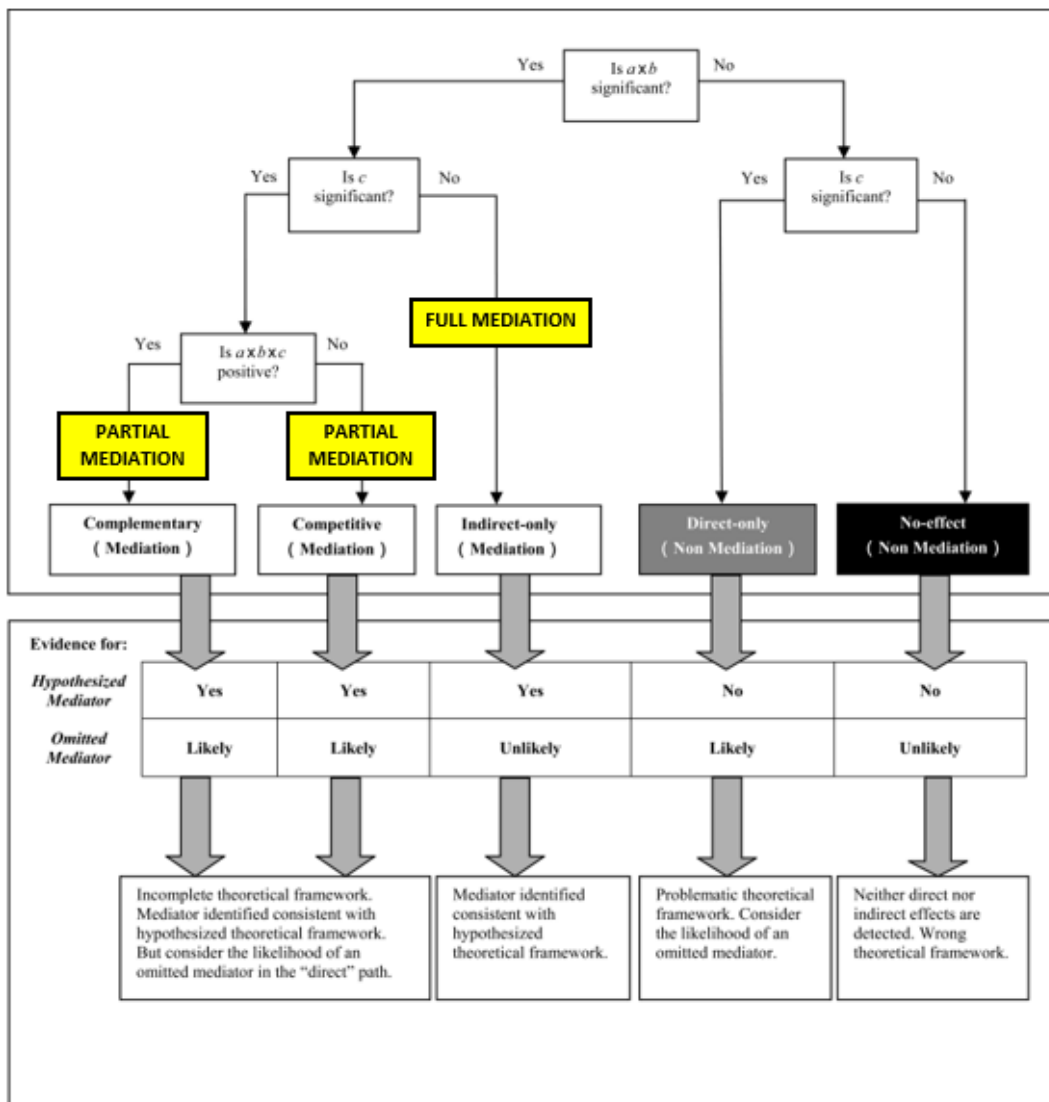 Yes
Is a x b
significant?
No
Yes
Is c
significant?
No
Yes
Is c
significant?
No
FULL MEDIATION
Yes
Is a x b x c
positive?
No
PARTIAL
MEDIATION
PARTIAL
MEDIATION
Complementary
( Mediation )
Competitive
( Mediation )
Indirect-only
( Mediation )
Direct-only
( Non Mediation )
No-effect
( Non Mediation )
Evidence for:
Hypothesized
Mediator
Yes
Yes
Yes
No
No
Omitted
Mediator
Likely
Likely
Unlikely
Likely
Unlikely
Incomplete theoretical framework.
Mediator identified consistent with
hypothesized theoretical framework.
But consider the likelihood of an
omitted mediator in the “direct” path.
Mediator identified
consistent with
hypothesized
theoretical framework.
Problematic theoretical
framework. Consider
the likelihood of an
omitted mediator.
Neither direct nor
indirect effects are
detected. Wrong
theoretical framework.